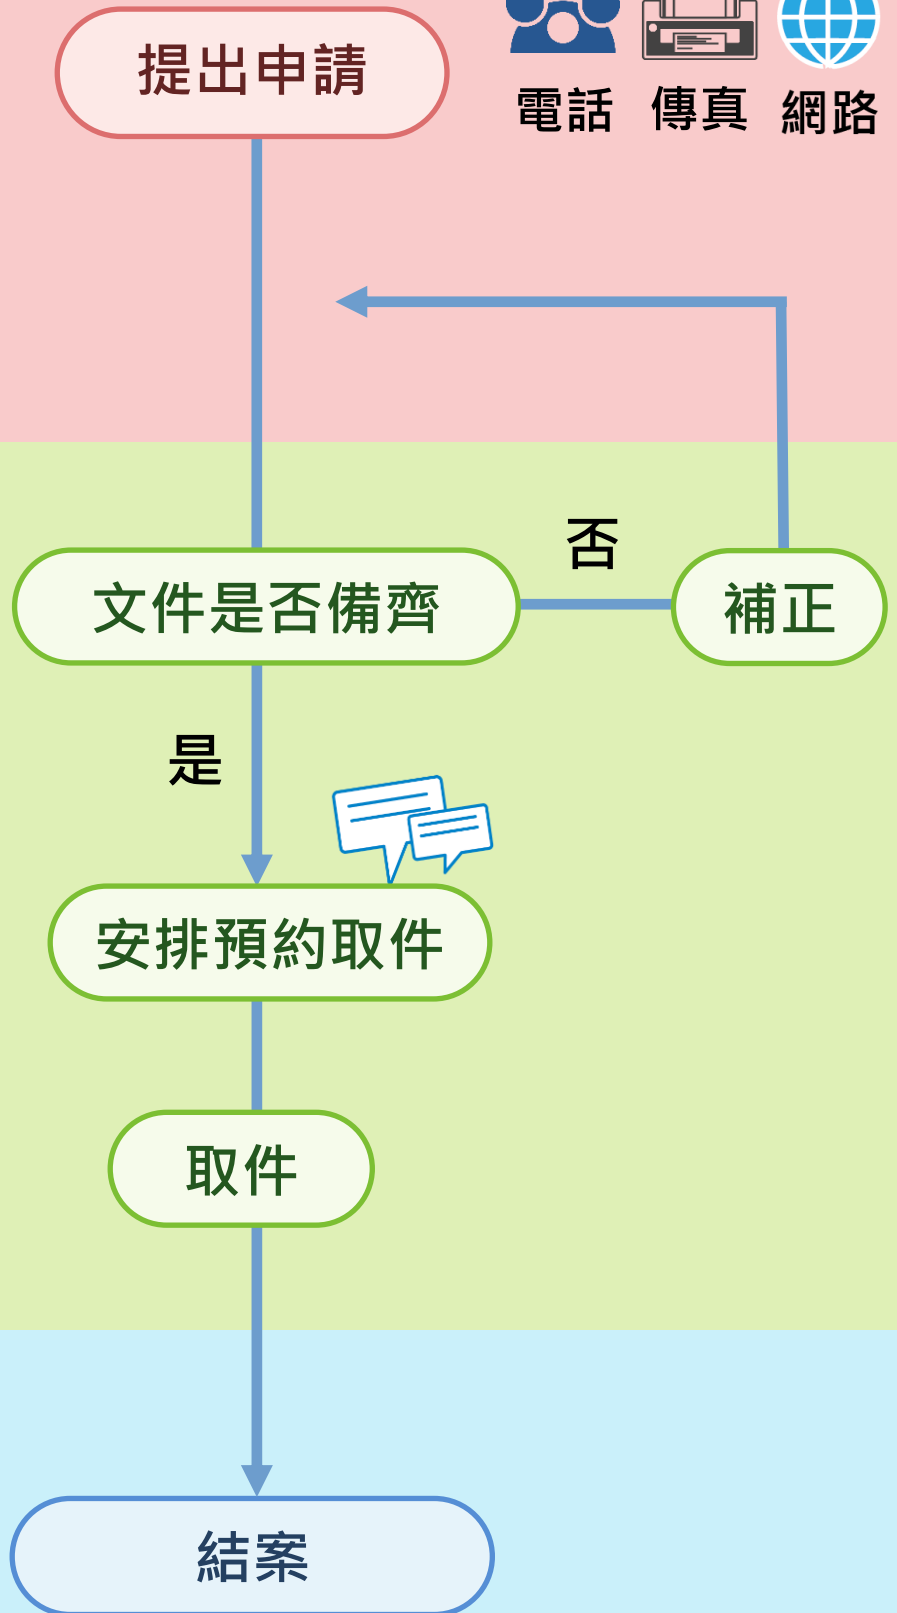 提出申請
電話 傳真 網路
否
文件是否備齊
補正
是
安排預約取件
取件
結案